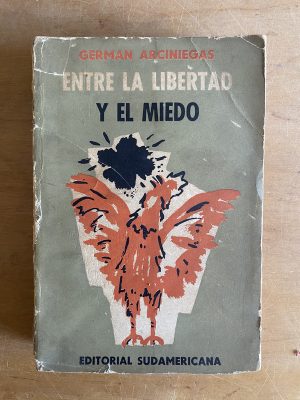 GERMAN ARCINIEGAS
ENTRE LA LIBERTAD
Y EL MIEDO
EDITORIAL SUDAMERICANA